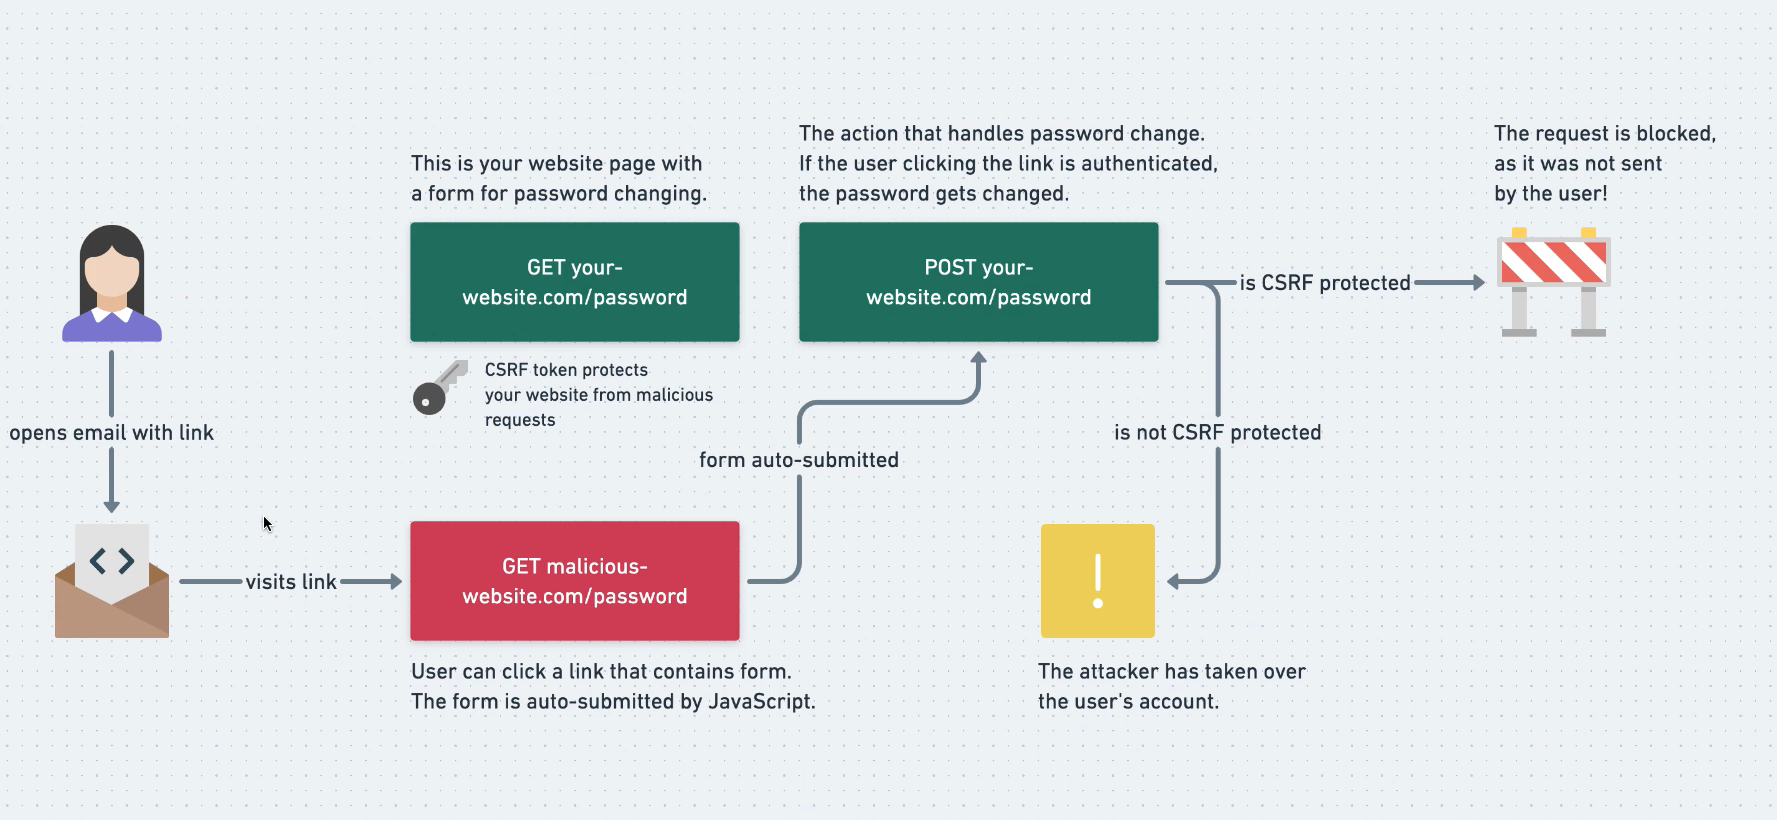 The action that handles password change.
If the user clicking the link is authenticated,
the password gets changed.
The request is blocked,
as it was not sent
by the user!
This is your website page with
a form for password changing.
GET your-
website.com/password
POST your-
website.com/password
is CSRF protected
CSRF token protects
your website from malicious
requests
opens email with link
is not CSRF protected
form auto-submitted
< >
visits link
GET malicious-
website.com/password
!
User can click a link that contains form.
The form is auto-submitted by JavaScript.
The attacker has taken over
the user's account.